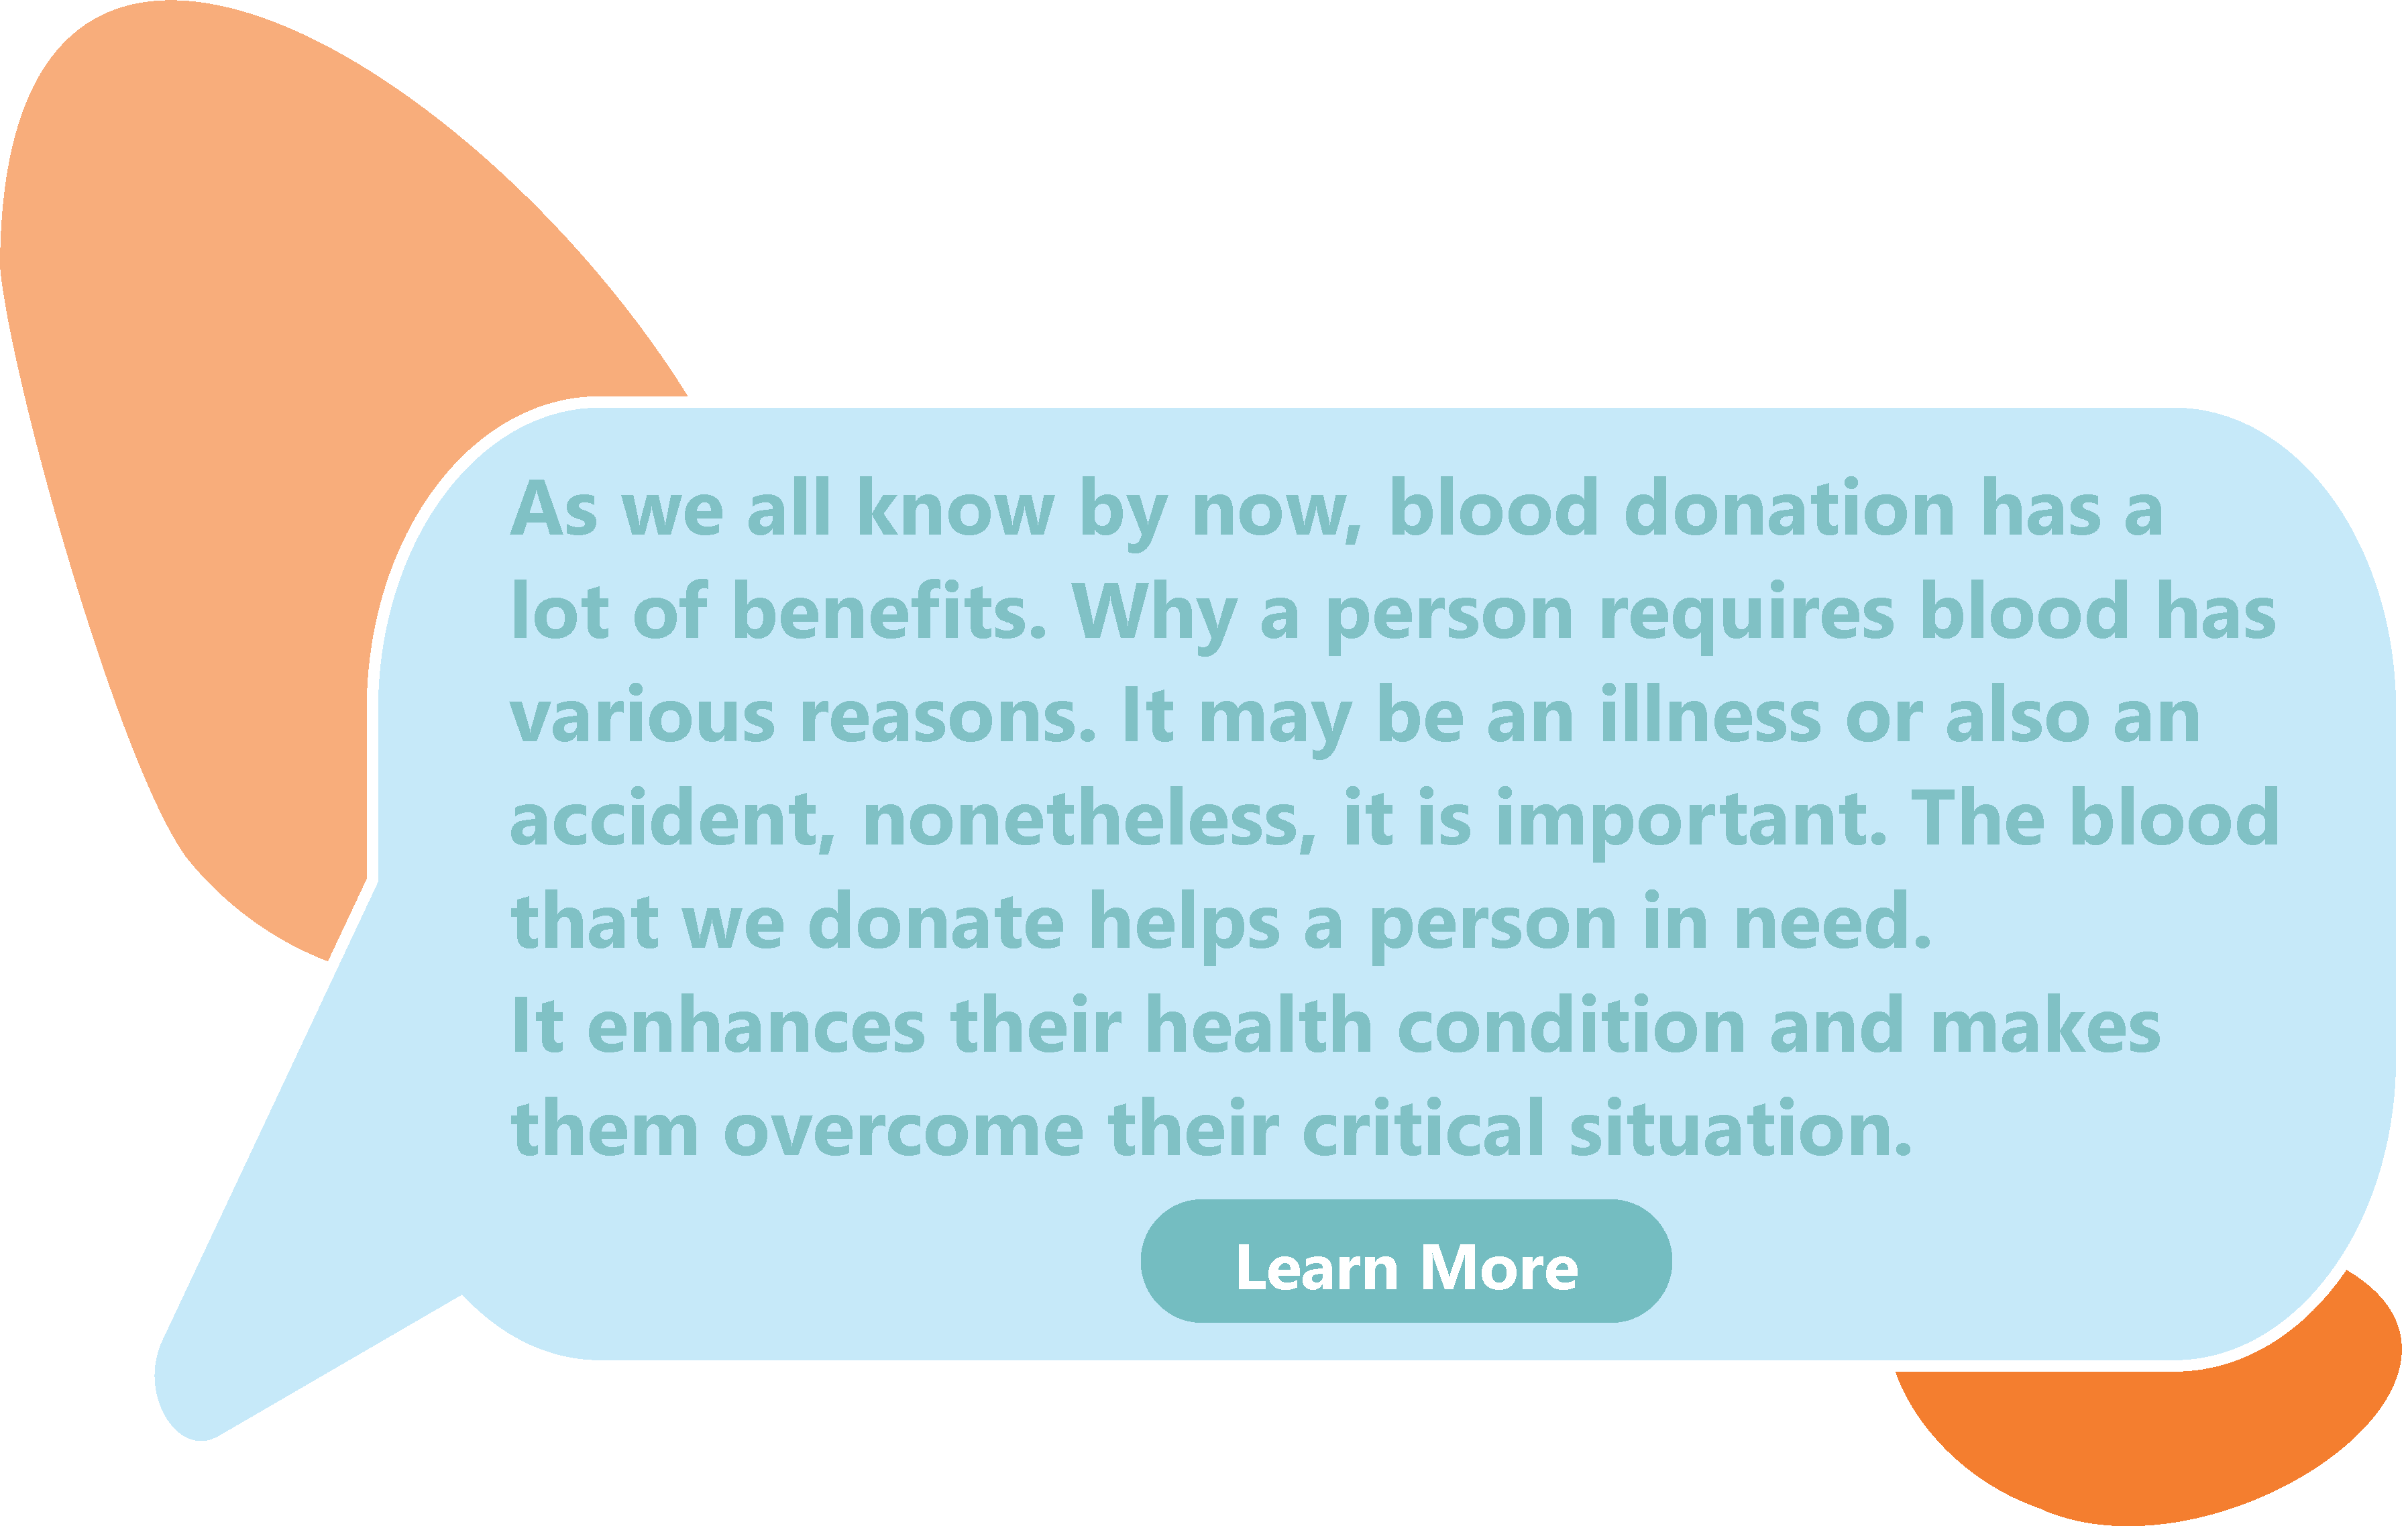 As we all know by now, blood donation has a
lot of benefits. Why a person requires blood has
various reasons. It may be an illness or also an
accident, nonetheless, it is important. The blood
that we donate helps a person in need.
It enhances their health condition and makes
them overcome their critical situation.
Learn More